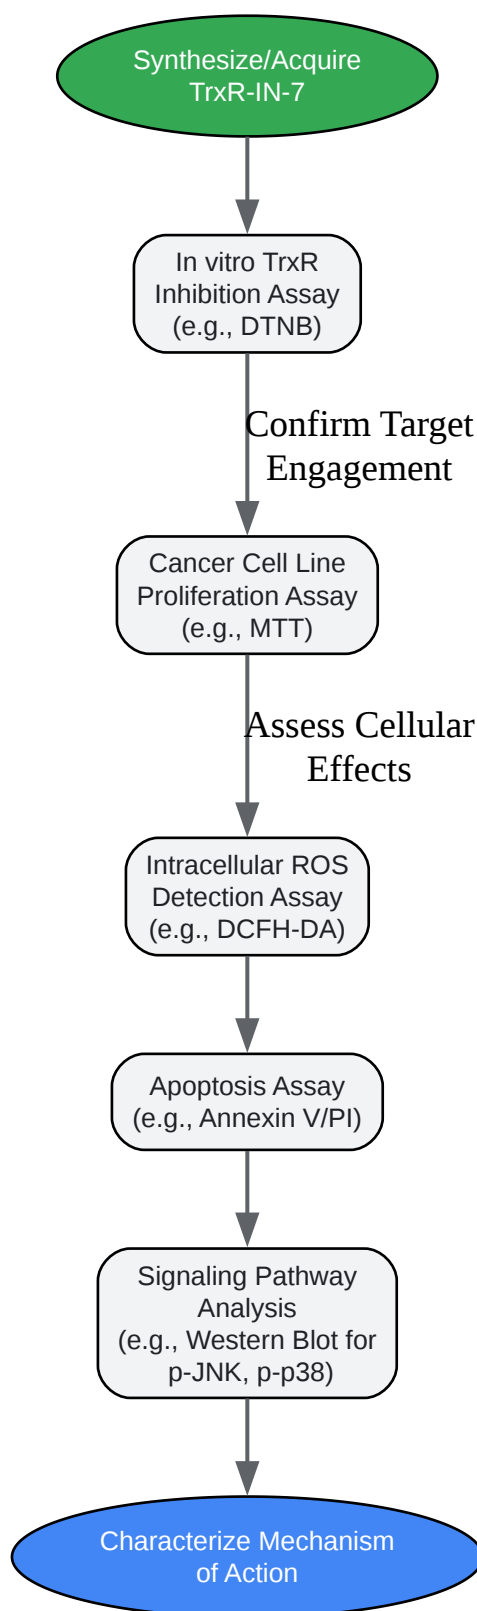 Synthesize/Acquire
TrxR-IN-7
In vitro TrxR
Inhibition Assay
(e.g., DTNB)
Confirm Target
Engagement
Cancer Cell Line
Proliferation Assay
(e.g., MTT)
Assess Cellular
Effects
Intracellular ROS
Detection Assay
(e.g., DCFH-DA)
Apoptosis Assay
(e.g., Annexin V/PI)
Signaling Pathway
Analysis
(e.g., Western Blot for
p-JNK, p-p38)
Characterize Mechanism
of Action